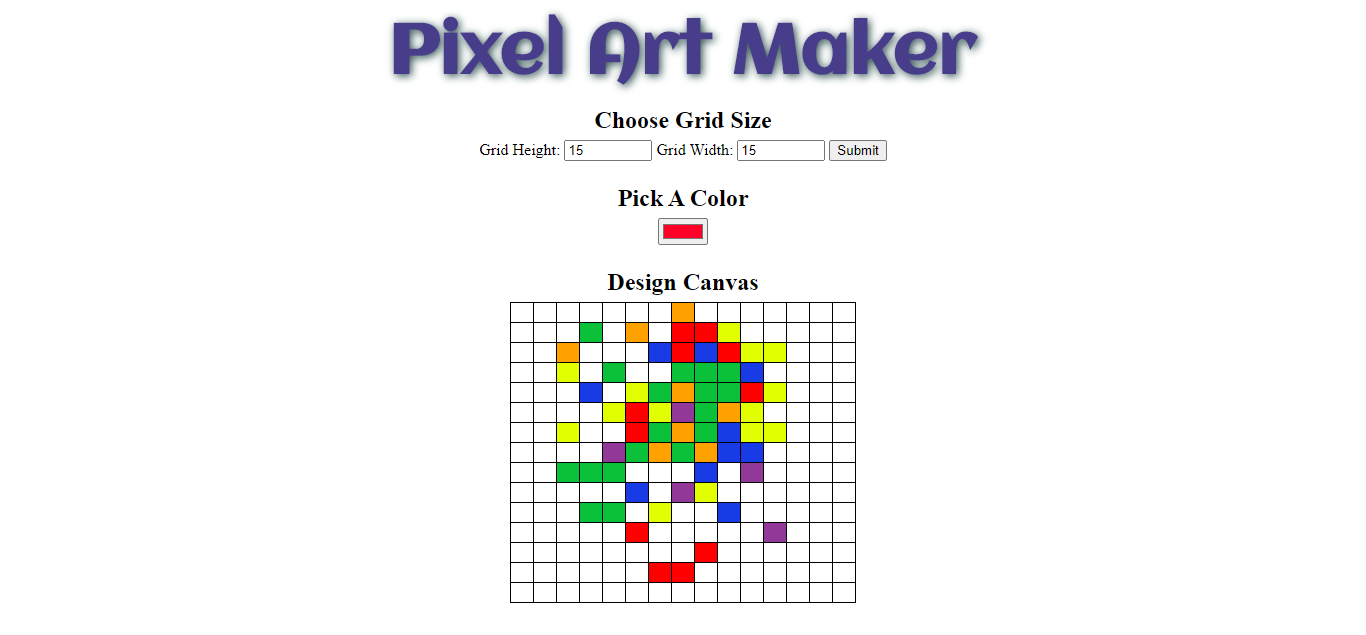 Pixel Art Maker
Choose Grid Size
Grid Height: 15 Grid Width: 15 Submit
Pick A Color
Design Canvas